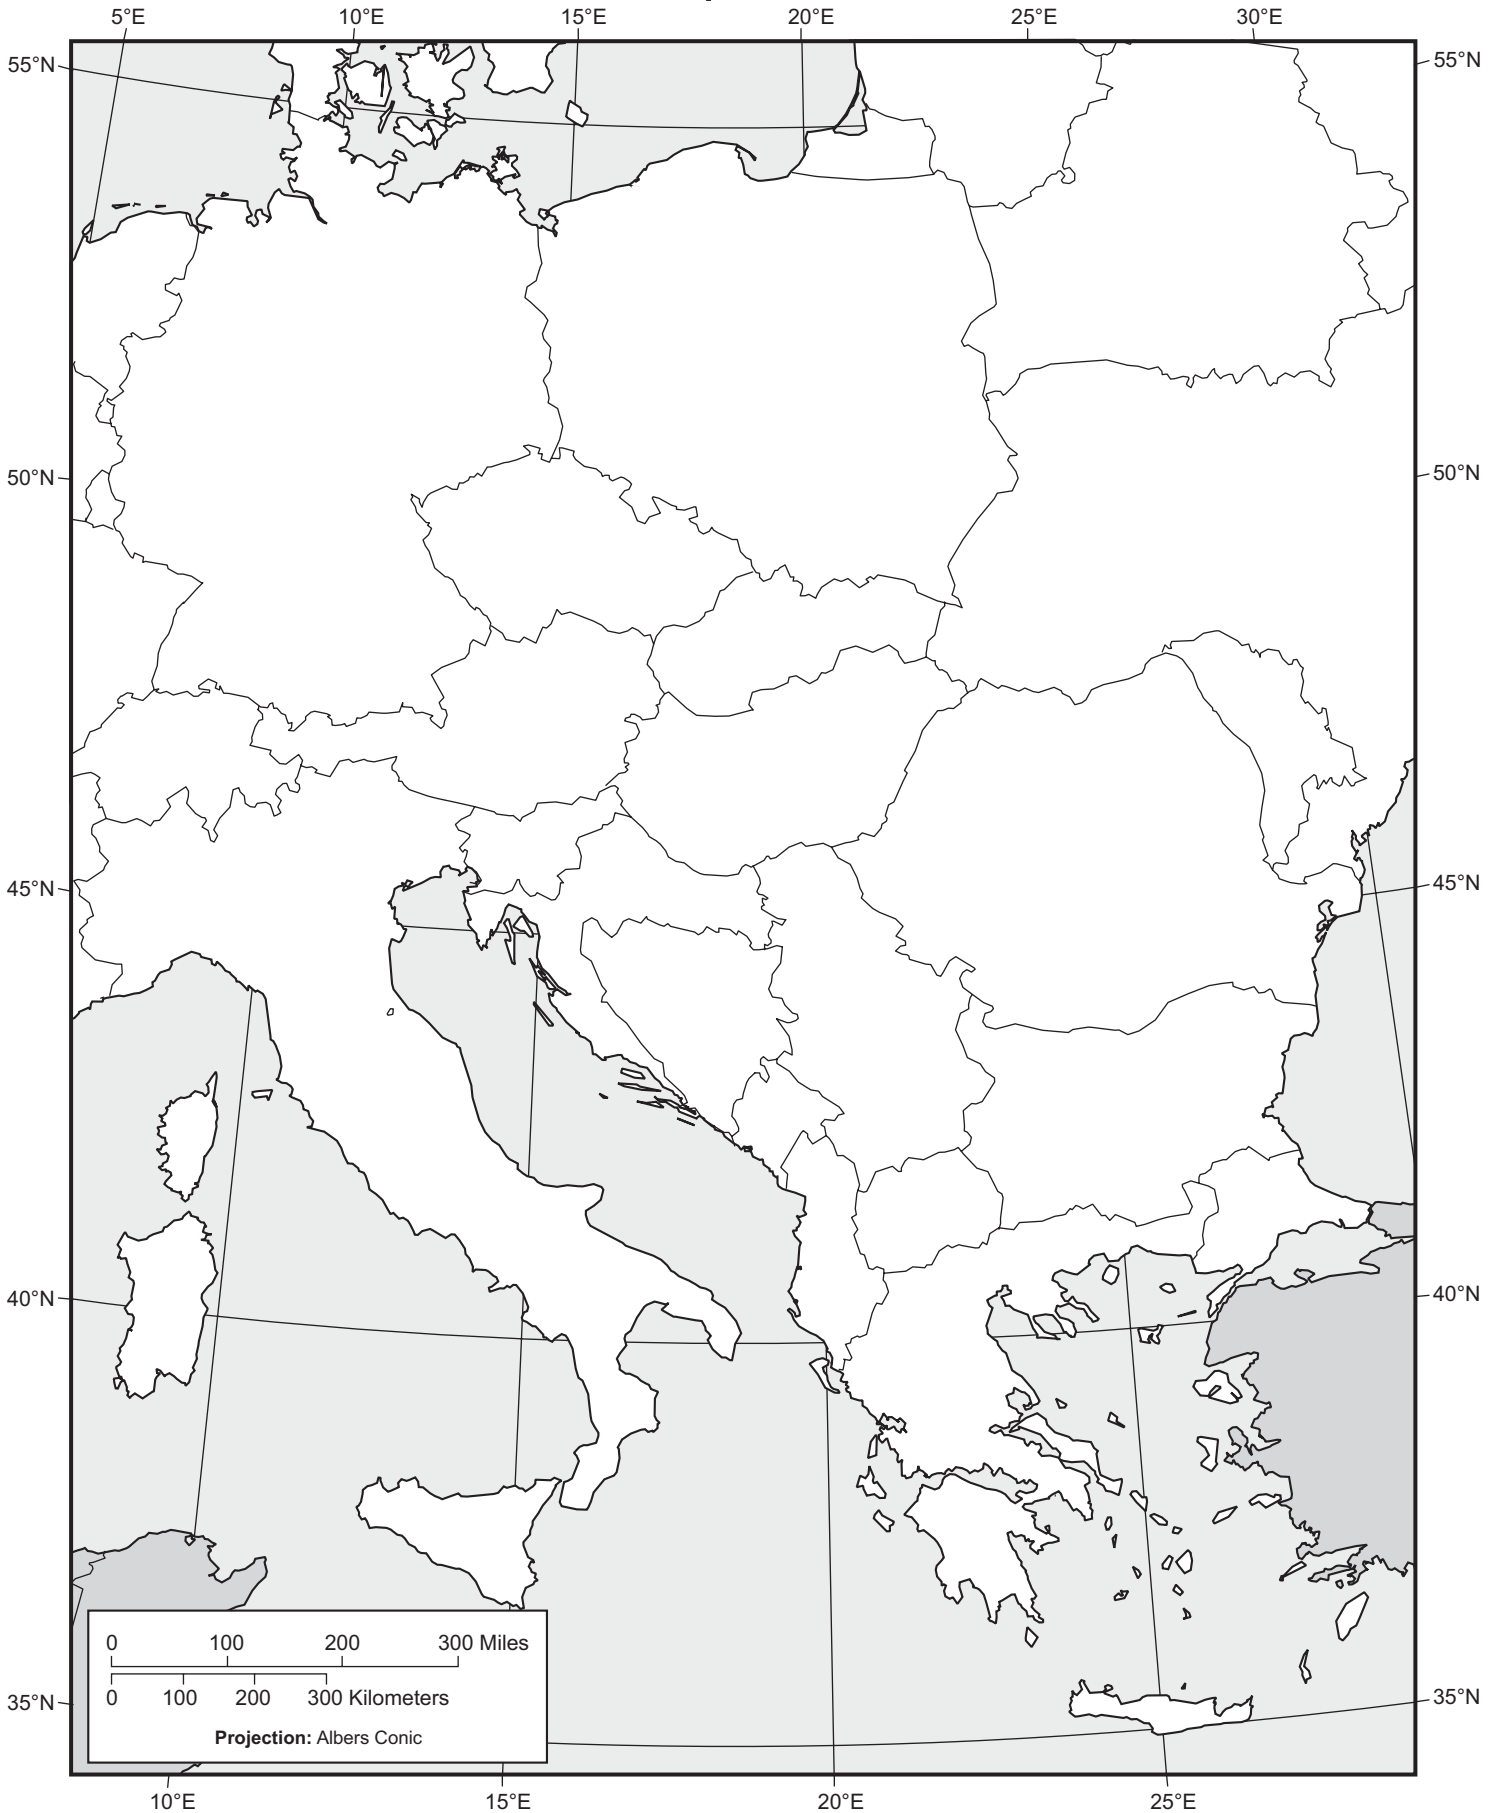 5°E 10°E 15°E 20°E 25°E 30°E
55°N 55°N
50°N 50°N
45°N 45°N
40°N 40°N
35°N 35°N
0 100 200 300 Miles
0 100 200 300 Kilometers
Projection: Albers Conic
10°E 15°E 20°E 25°E